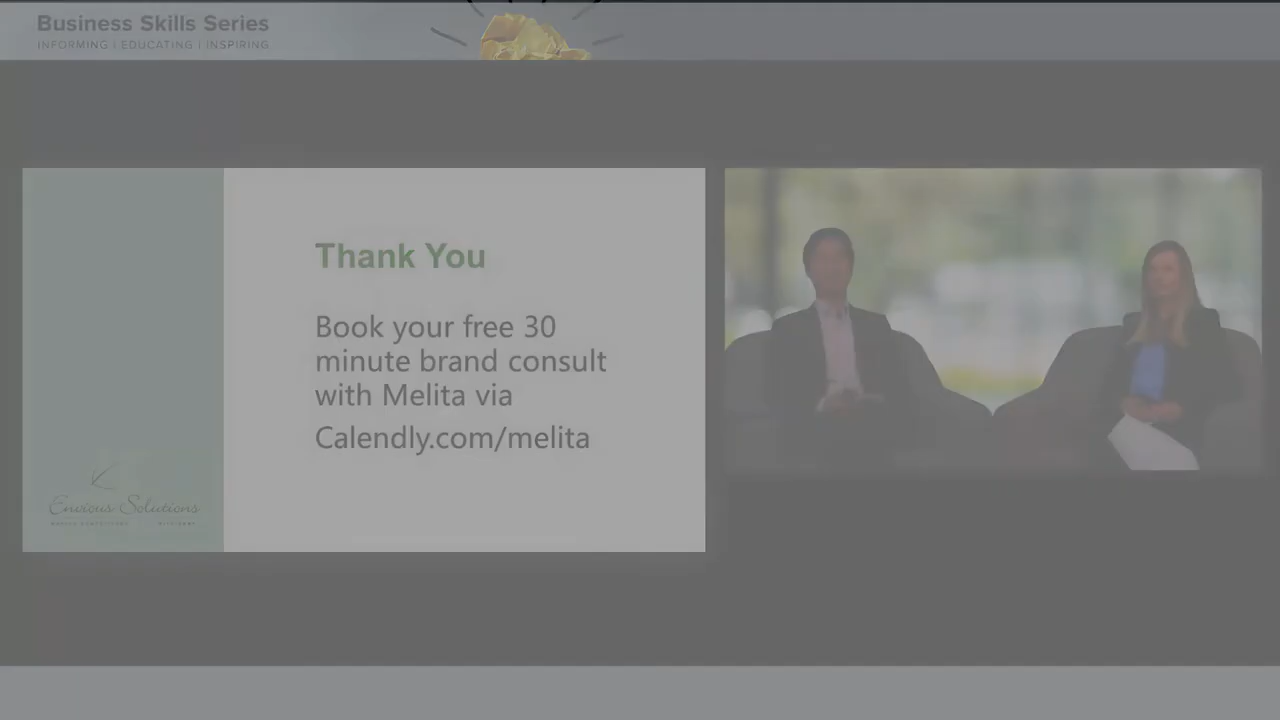 Business Skills Series
INFORMING | EDUCATING | INSPIRING
Thank You
Book your free 30
minute brand consult
with Melita via
Calendly.com/melita
Envious Solutions